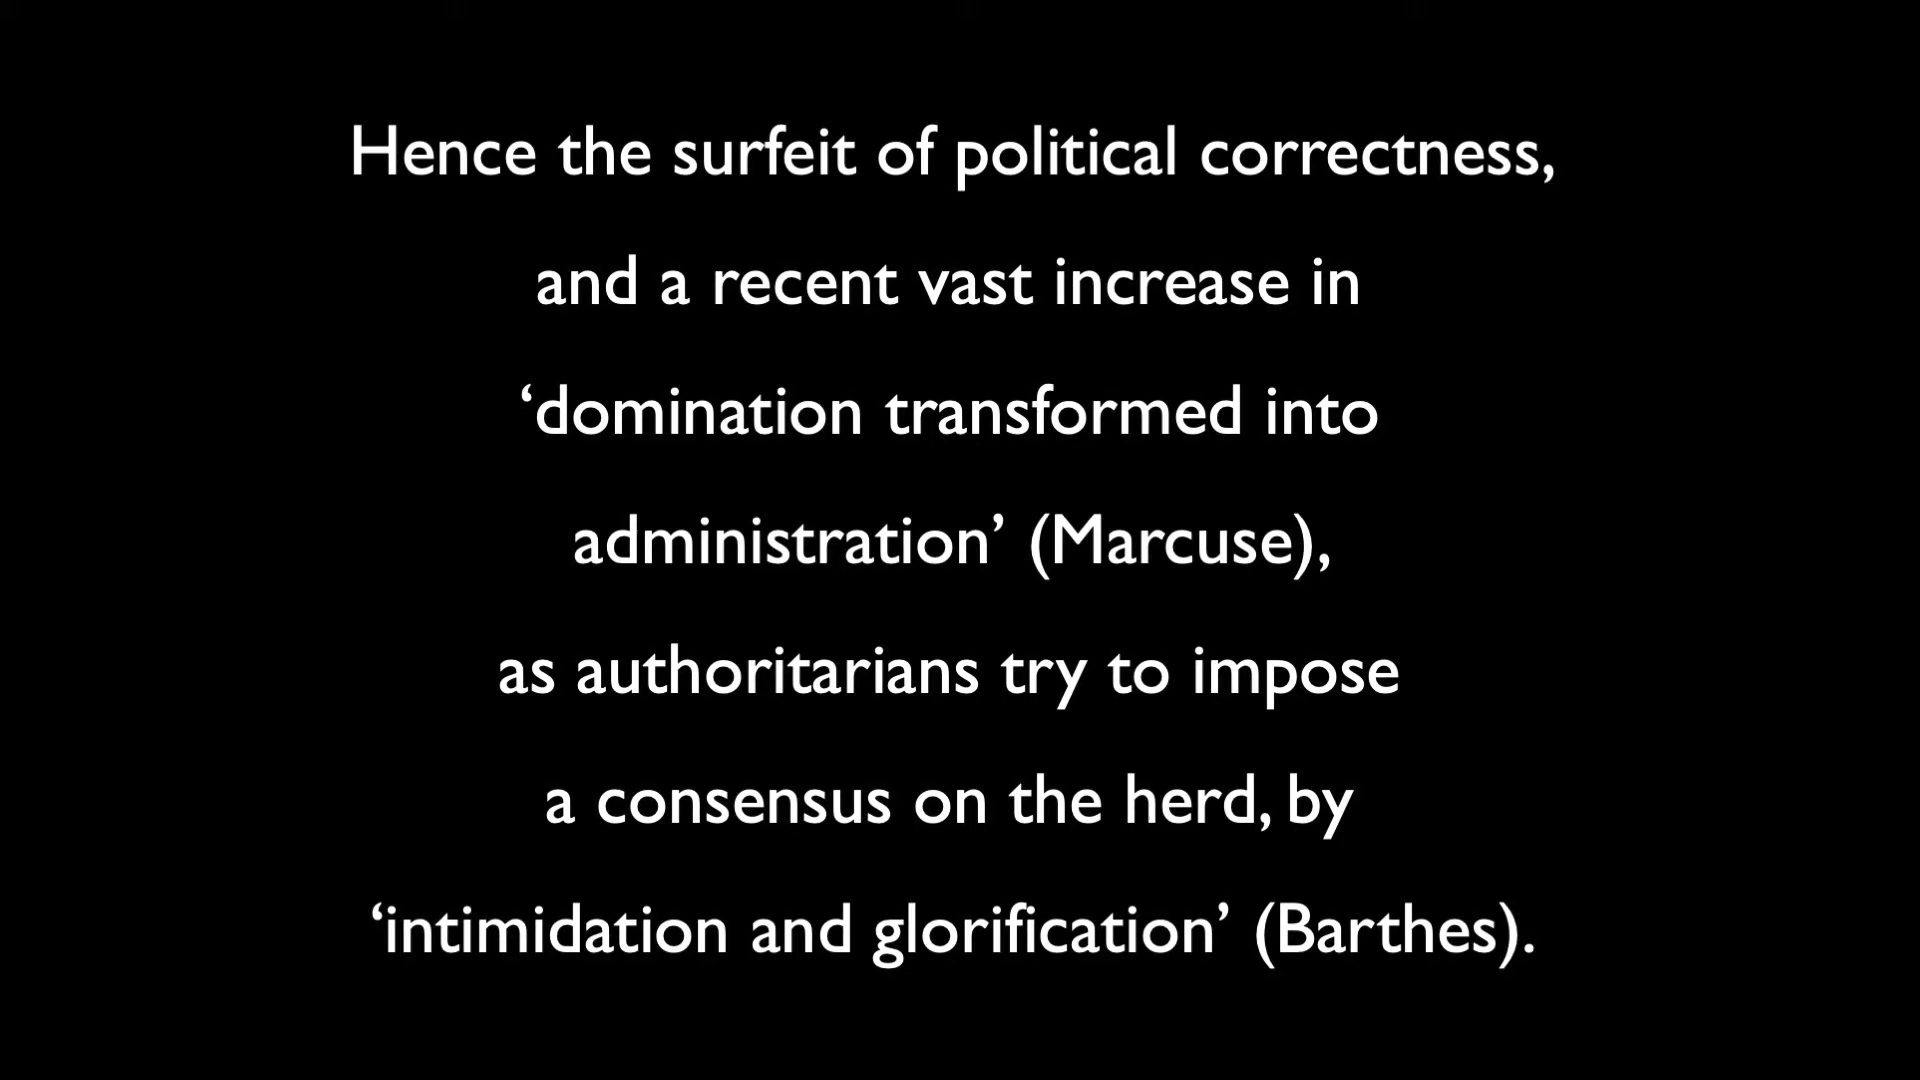 Hence the surfeit of political correctness,
and a recent vast increase in
‘domination transformed into
administration’ (Marcuse),
as authoritarians try to impose
a consensus on the herd, by
‘intimidation and glorification’ (Barthes).